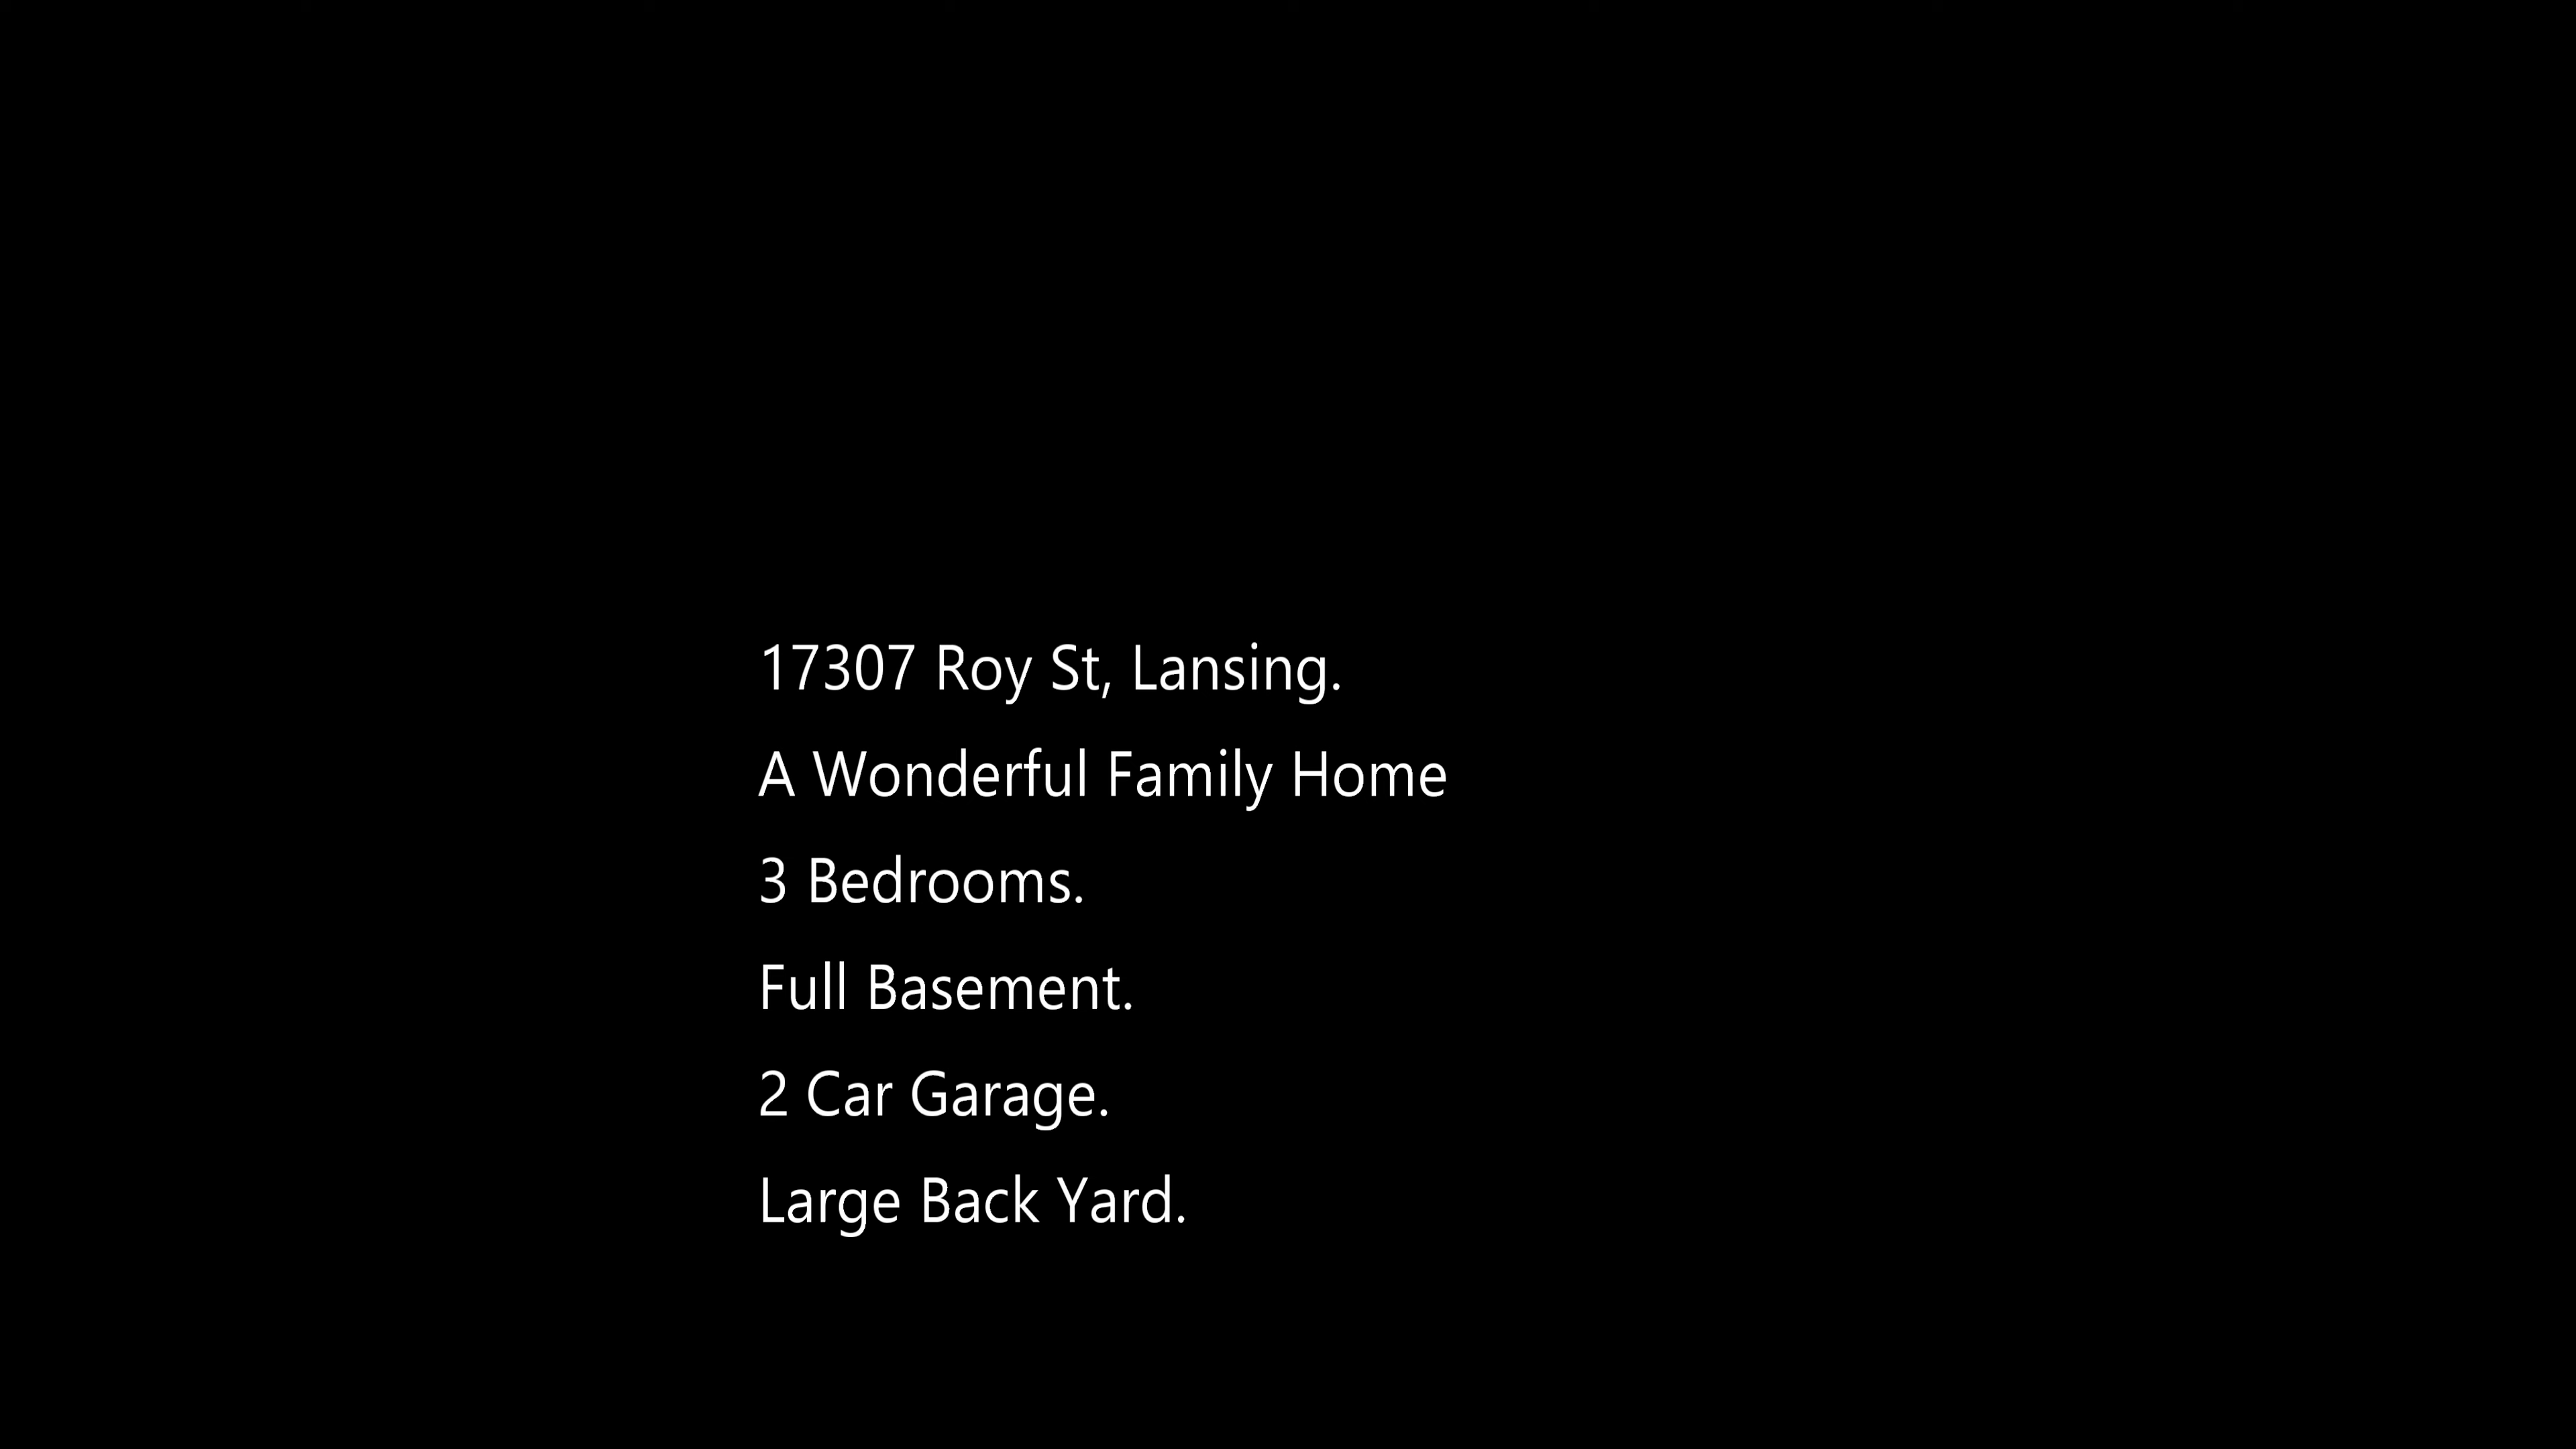 17307 Roy St, Lansing.
A Wonderful Family Home
3 Bedrooms.
Full Basement.
2 Car Garage.
Large Back Yard.